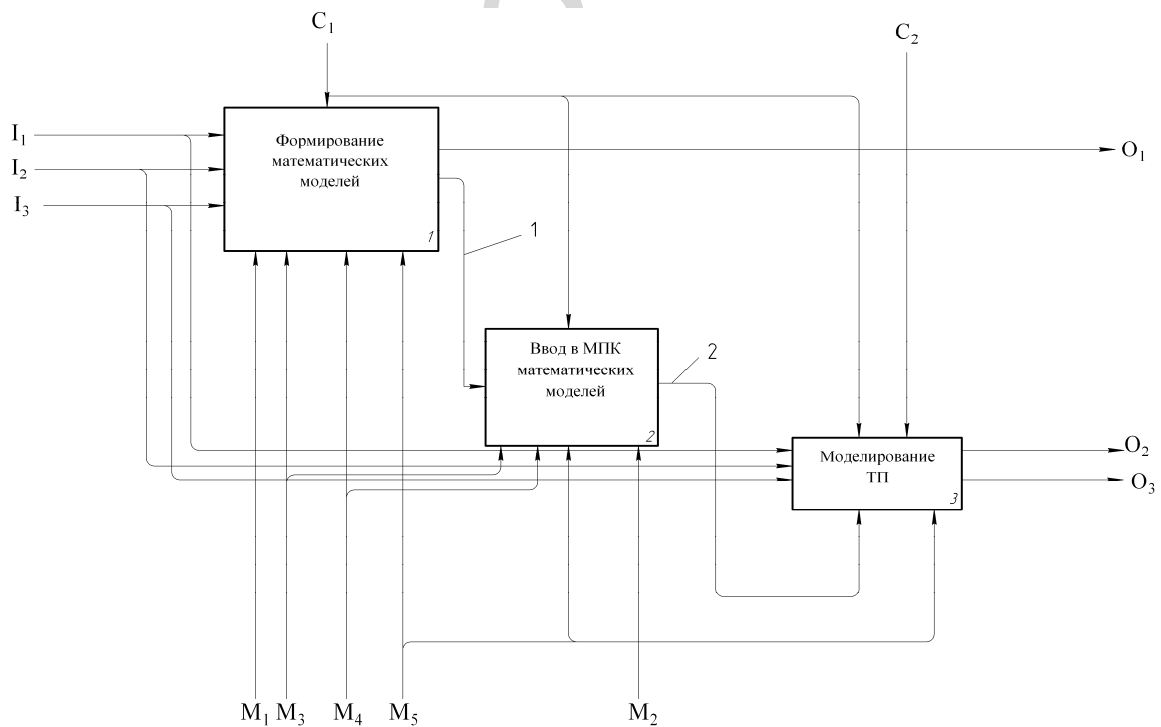 C₁
C₂
I₁
I₂
I₃
Формирование
математических
моделей
1
O₁
1
Ввод в МПК
математических
моделей
2
2
Моделирование
ТП
3
O₂
O₃
M₁ M₃ M₄ M₅ M₂